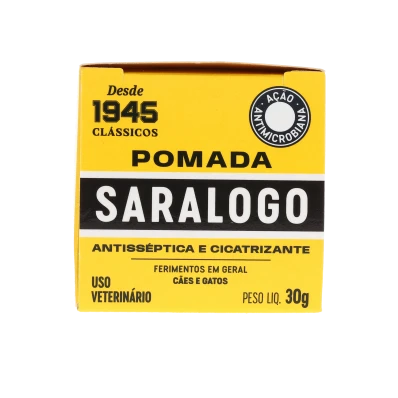 Desde
1945
CLÁSSICOS
AÇÃO
ANTIMICROBIANA
POMADA
SARALOGO
ANTISSÉPTICA E CICATRIZANTE
FERIMENTOS EM GERAL
CÃES E GATOS
USO
VETERINÁRIO
PESO LIQ. 30g